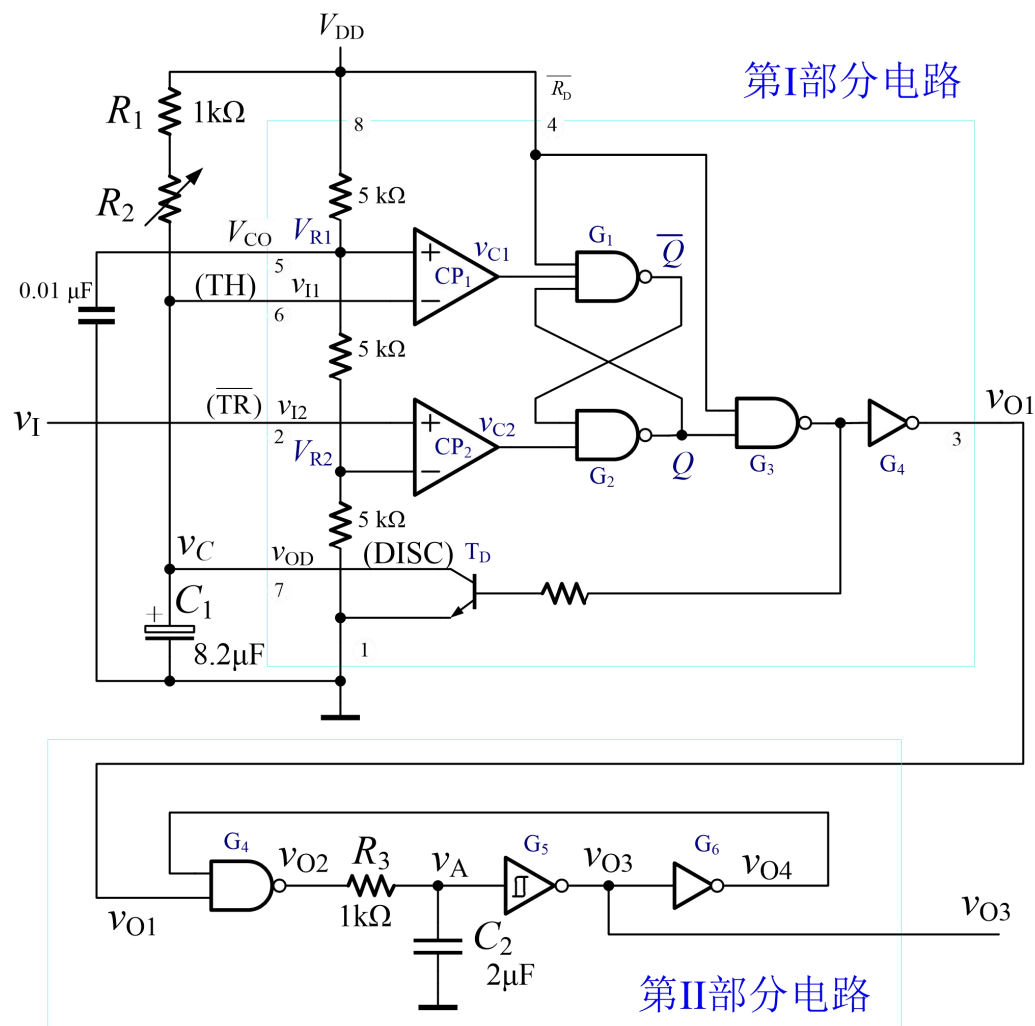 V_DD
第I部分电路
R̅_D̅
R₁ 1kΩ
8
4
R₂
5 kΩ
V_CO
V_R1
5
G₁
Q̅
v_C1
CP₁
+
−
0.01 μF
(TH)
v_I1
6
5 kΩ
v_I
(T̅R̅)
v_I2
2
v_C2
CP₂
+
−
V_R2
G₂
Q
G₃
G₄
v_O1
3
5 kΩ
v_C
v_OD
7
(DISC)
T_D
+
C₁
8.2μF
1
G₄
v_O2
R₃
1kΩ
v_A
G₅
v_O3
G₆
v_O4
v_O1
C₂
2μF
v_O3
第II部分电路